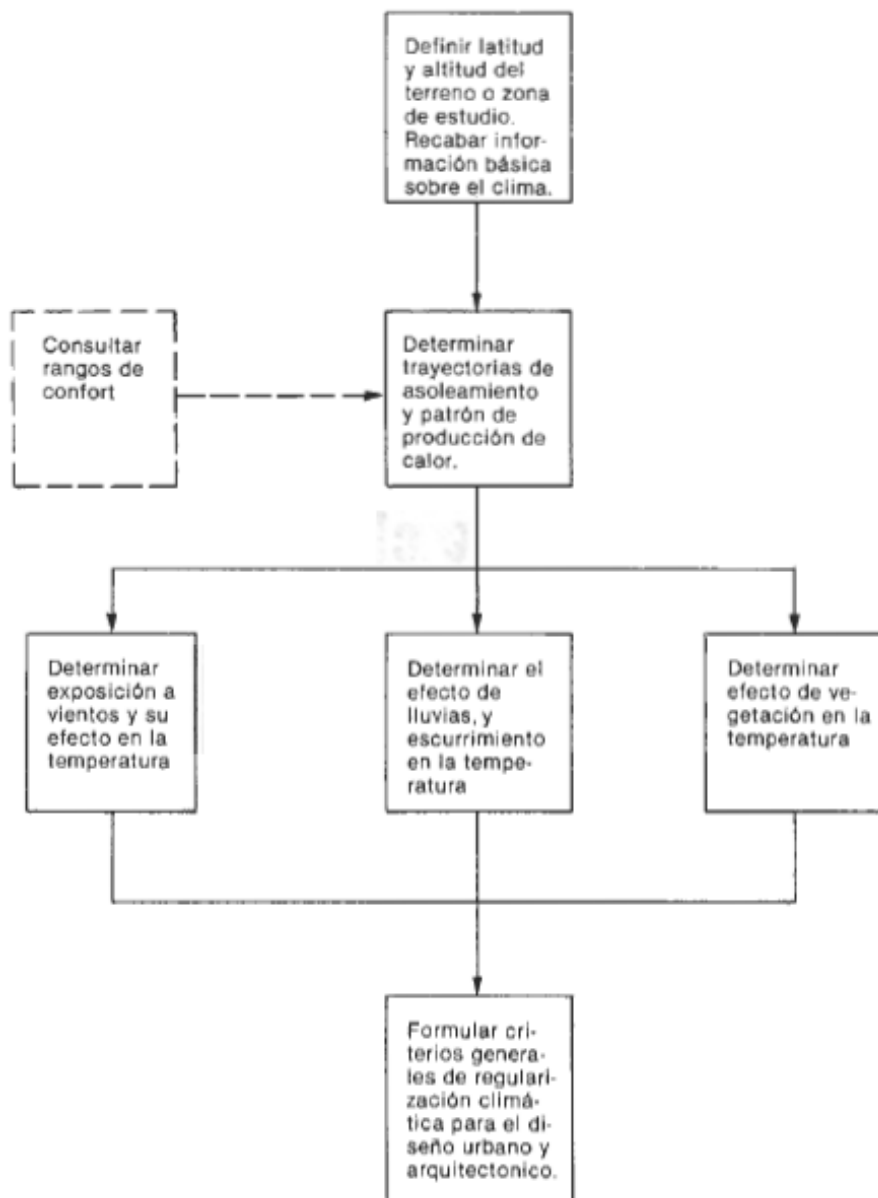 Definir latitud
y altitud del
terreno o zona
de estudio.
Recabar infor-
mación básica
sobre el clima.
Consultar
rangos de
confort
Determinar
trayectorias de
asoleamiento
y patrón de
producción de
calor.
Determinar
exposición a
vientos y su
efecto en la
temperatura
Determinar el
efecto de
lluvias, y
escurrimiento
en la tempe-
ratura
Determinar
efecto de ve-
getación en la
temperatura
Formular cri-
terios genera-
les de regulari-
zación climá-
tica para el di-
seño urbano y
arquitectonico.